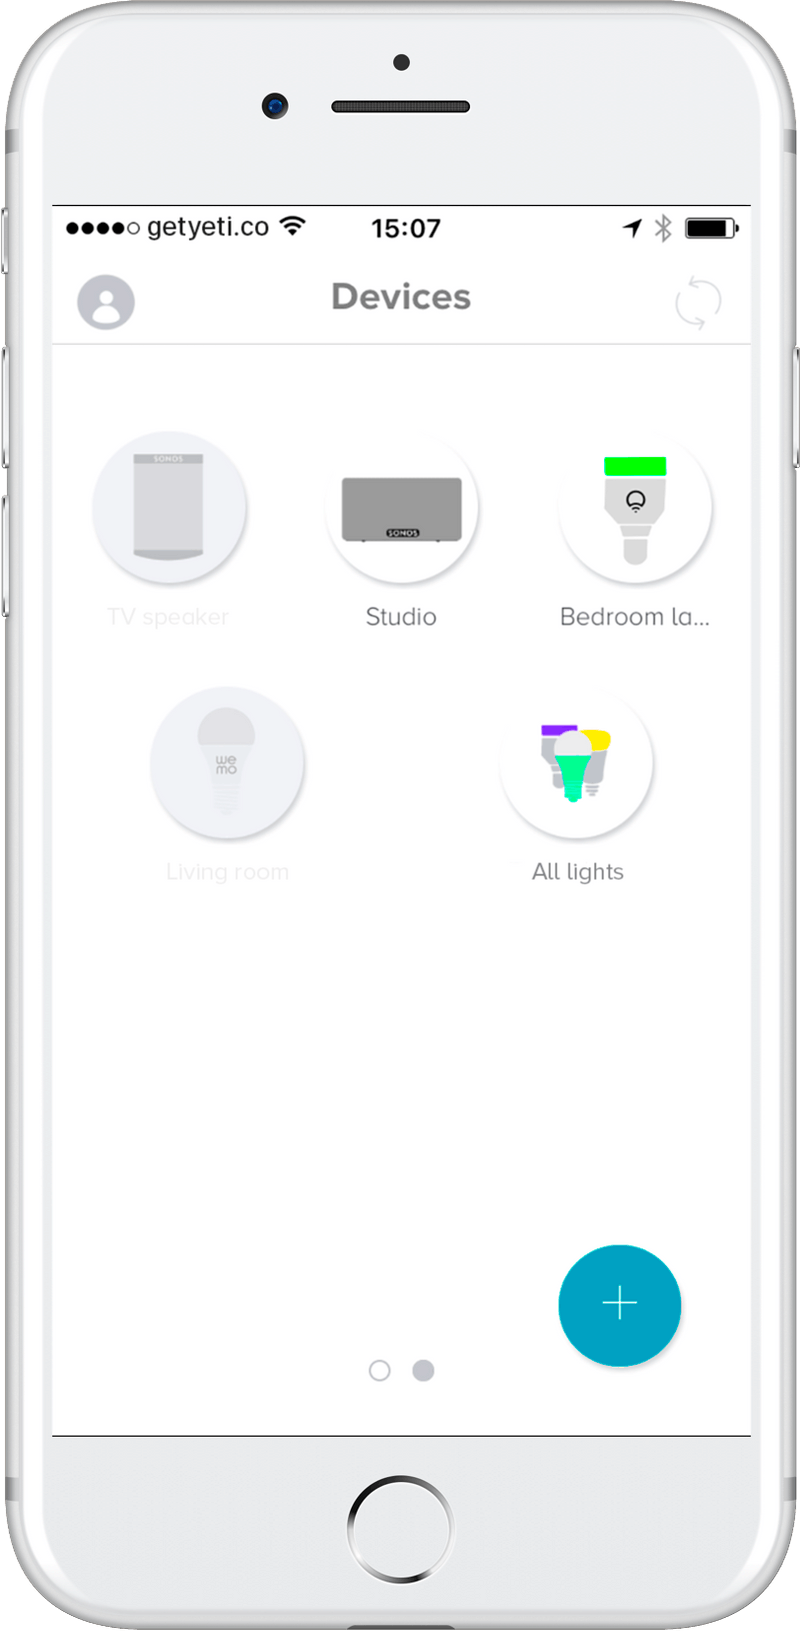 getyeti.co 15:07
Devices
SONOS
SONOS
TV speaker Studio Bedroom la...
we
mo
Living room All lights